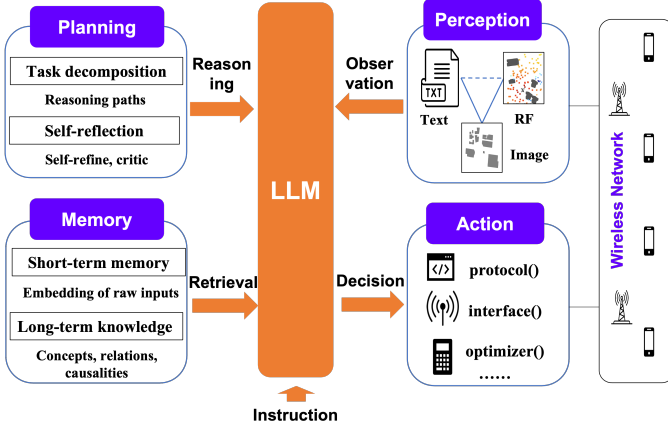 Planning
Task decomposition
Reasoning paths
Self-reflection
Self-refine, critic
Reason
ing
Memory
Short-term memory
Embedding of raw inputs
Long-term knowledge
Concepts, relations,
causalities
Retrieval
LLM
Instruction
Obser
vation
Perception
TXT
Text
RF
Image
Decision
Action
</>
protocol()
interface()
optimizer()
......
Wireless Network